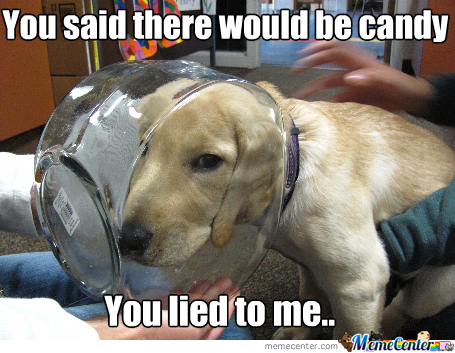 You said there would be candy
You lied to me..
memecenter.com MemeCenter